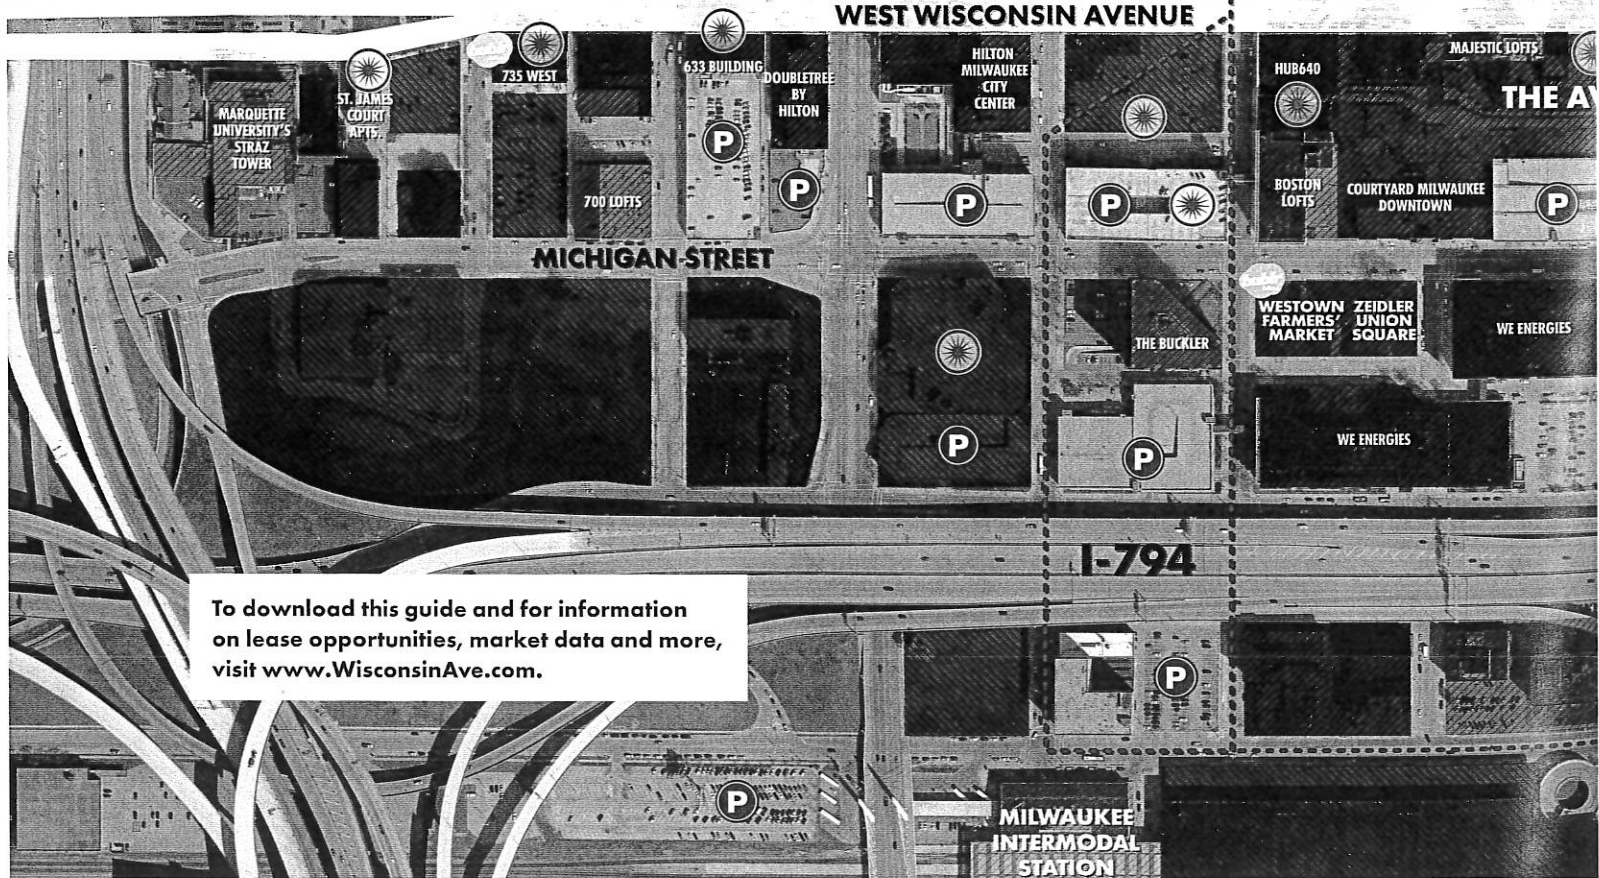 WEST WISCONSIN AVENUE
735 WEST
633 BUILDING
DOUBLETREE
BY
HILTON
HILTON
MILWAUKEE
CITY
CENTER
HUB640
MAJESTIC LOFTS
THE AV
MARQUETTE
UNIVERSITY'S
STRAZ
TOWER
ST. JAMES
COURT
APTS.
P
P
P
P
P
700 LOFTS
BOSTON
LOFTS
COURTYARD MILWAUKEE
DOWNTOWN
MICHIGAN STREET
WESTOWN
FARMERS'
MARKET
ZEIDLER
UNION
SQUARE
WE ENERGIES
THE BUCKLER
P
P
WE ENERGIES
I-794
To download this guide and for information
on lease opportunities, market data and more,
visit www.WisconsinAve.com.
P
P
MILWAUKEE
INTERMODAL
STATION